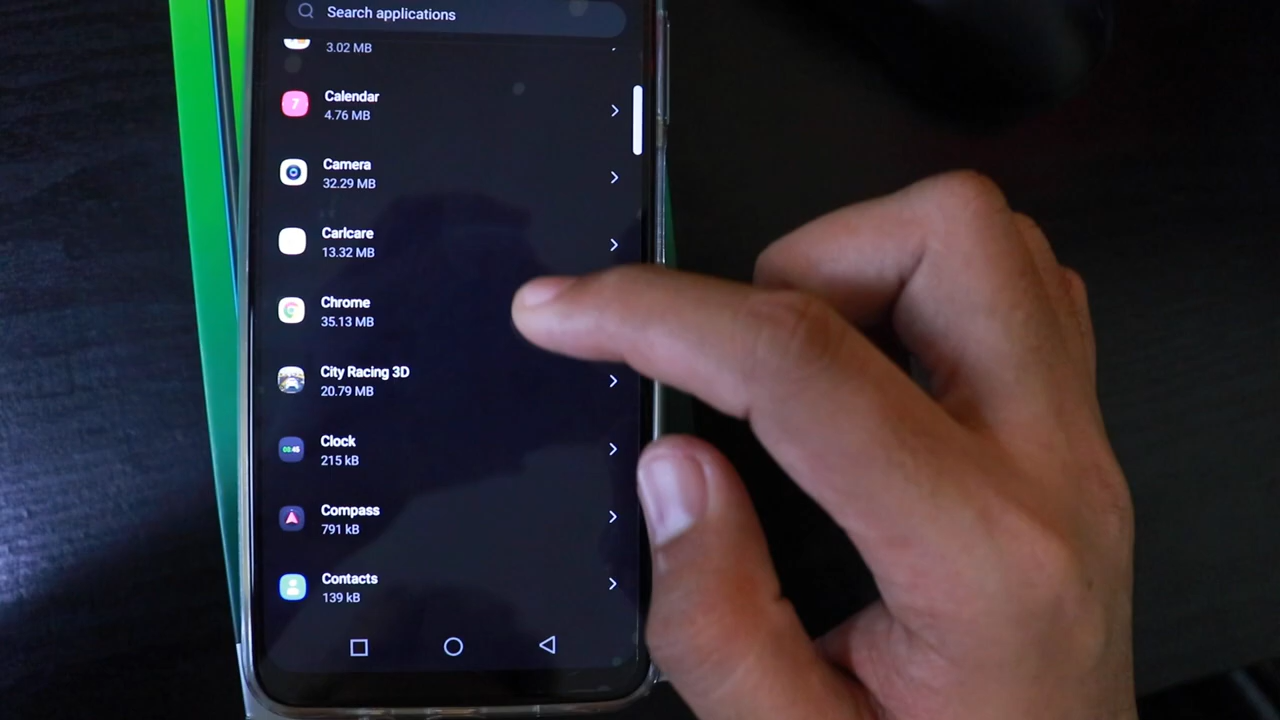 Search applications
3.02 MB
7
Calendar
4.76 MB
Camera
32.29 MB
Carlcare
13.32 MB
Chrome
35.13 MB
City Racing 3D
20.79 MB
Clock
215 kB
Compass
791 kB
Contacts
139 kB